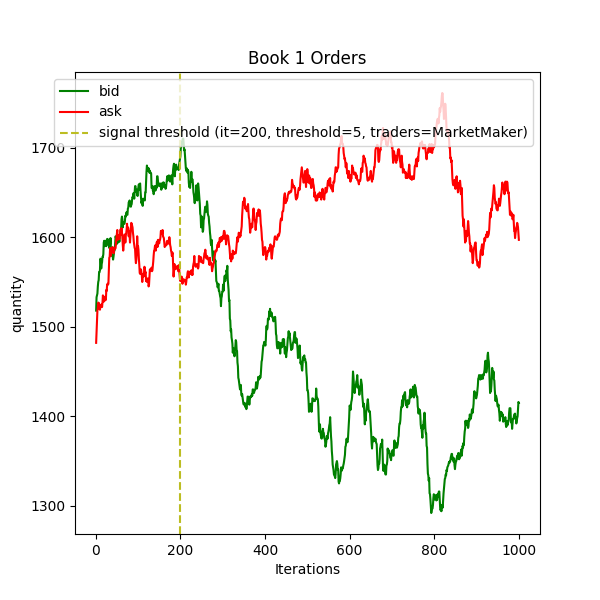 Book 1 Orders
bid
ask
signal threshold (it=200, threshold=5, traders=MarketMaker)
1700
1600
1500
1400
1300
quantity
0 200 400 600 800 1000
Iterations